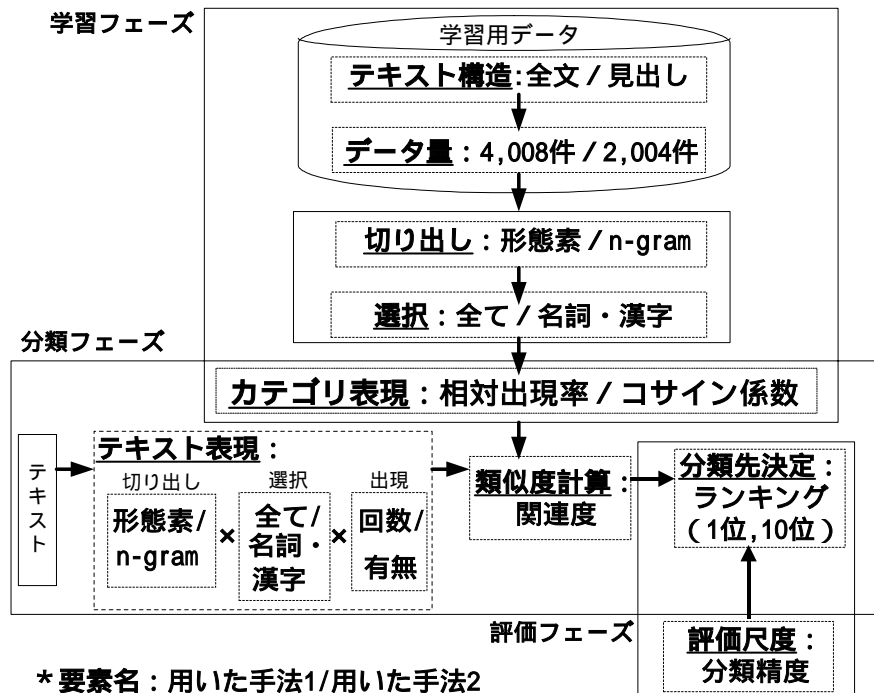 学習フェーズ
学習用データ
テキスト構造:全文/見出し
データ量：4,008件/2,004件
切り出し：形態素/n-gram
選択：全て/名詞・漢字
分類フェーズ
カテゴリ表現：相対出現率/コサイン係数
テキスト
テキスト表現：
切り出し
形態素/
n-gram
×
選択
全て/
名詞・
漢字
×
出現
回数/
有無
類似度計算：
関連度
分類先決定：
ランキング
（1位,10位）
評価フェーズ
評価尺度：
分類精度
*要素名：用いた手法1/用いた手法2